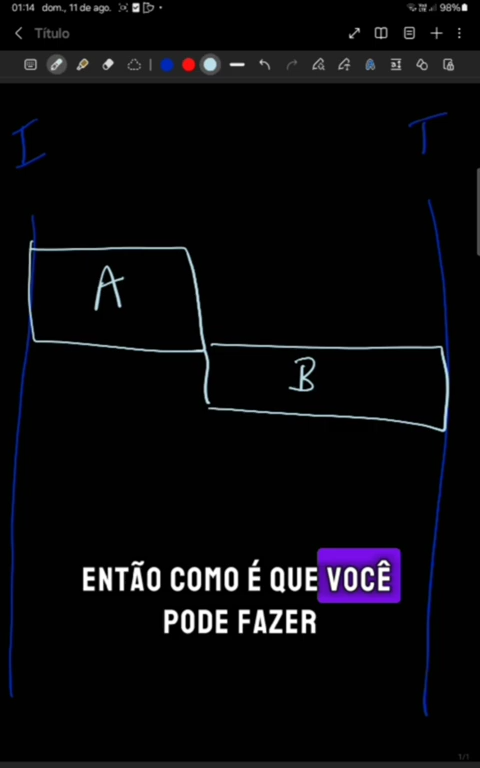 01:14 dom., 11 de ago.
98%
Título
I
T
A
B
ENTÃO COMO É QUE VOCÊ
PODE FAZER
1/1